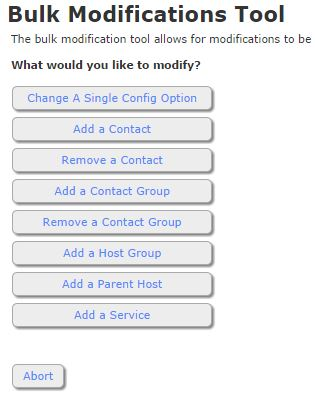 Bulk Modifications Tool
The bulk modification tool allows for modifications to be
What would you like to modify?
Change A Single Config Option
Add a Contact
Remove a Contact
Add a Contact Group
Remove a Contact Group
Add a Host Group
Add a Parent Host
Add a Service
Abort